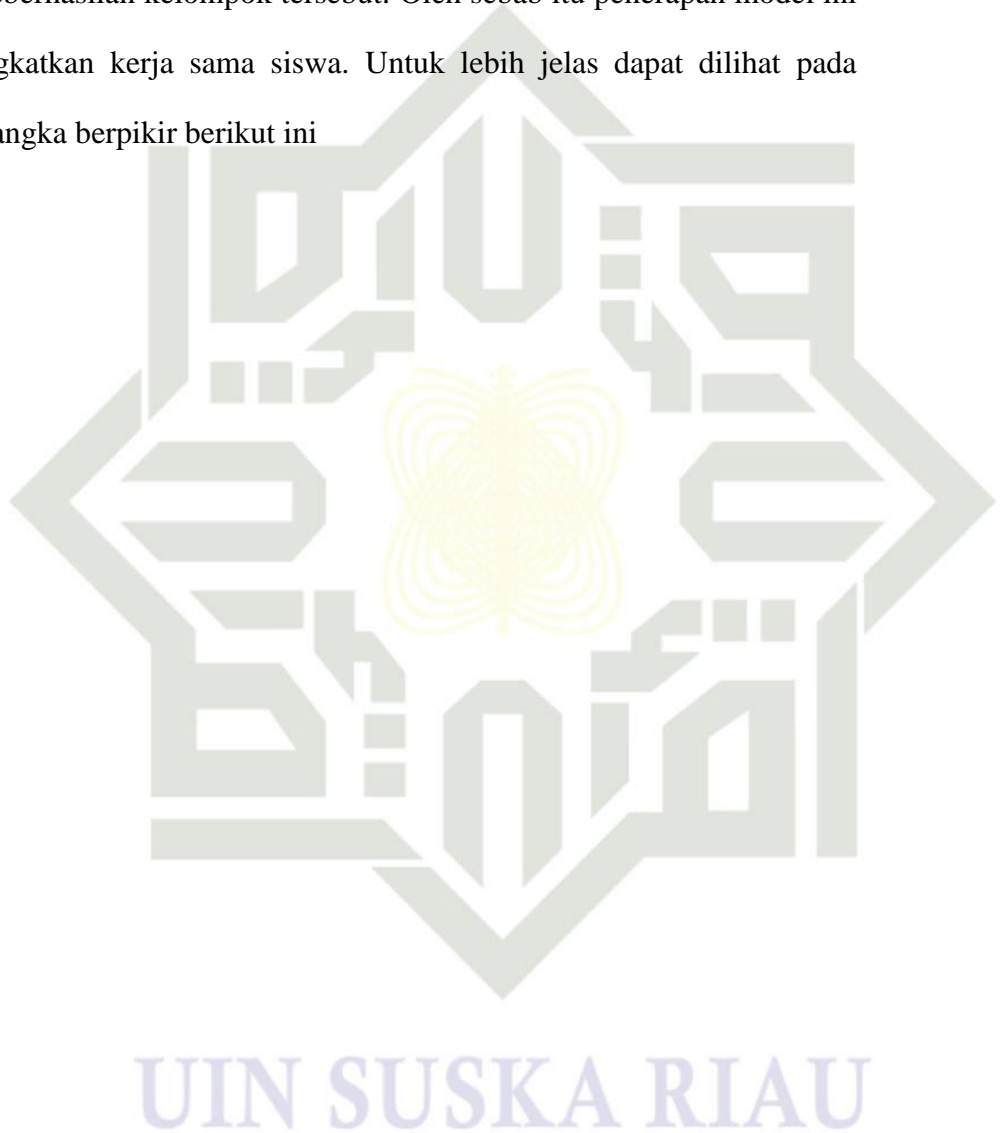 kelompok tersebut. Oleh sebab itu penerapan model ini
gkatkan kerja sama siswa. Untuk lebih jelas dapat dilihat pada
angka berpikir berikut ini
UIN SUSKA RIAU